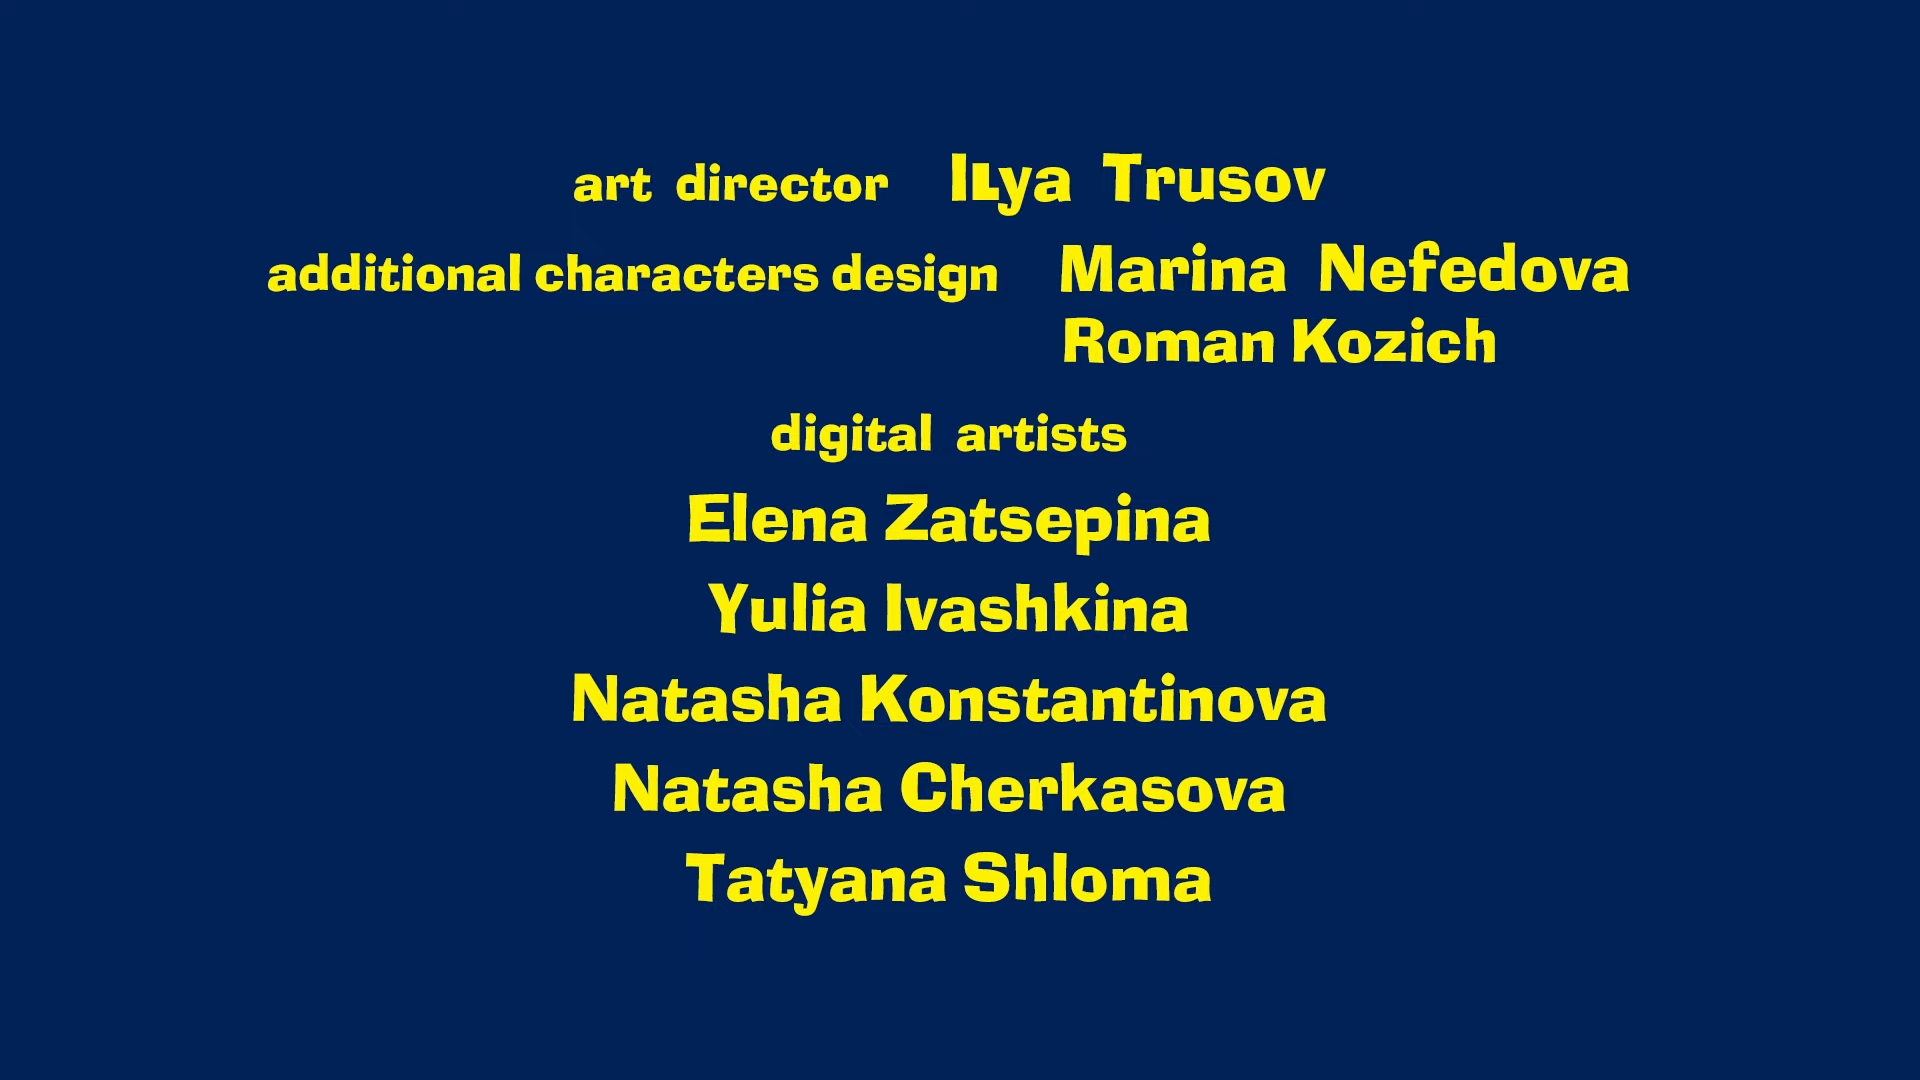 art director ILya Trusov
additional characters design Marina Nefedova
Roman Kozich
digital artists
Elena Zatsepina
Yulia Ivashkina
Natasha Konstantinova
Natasha Cherkasova
Tatyana Shloma